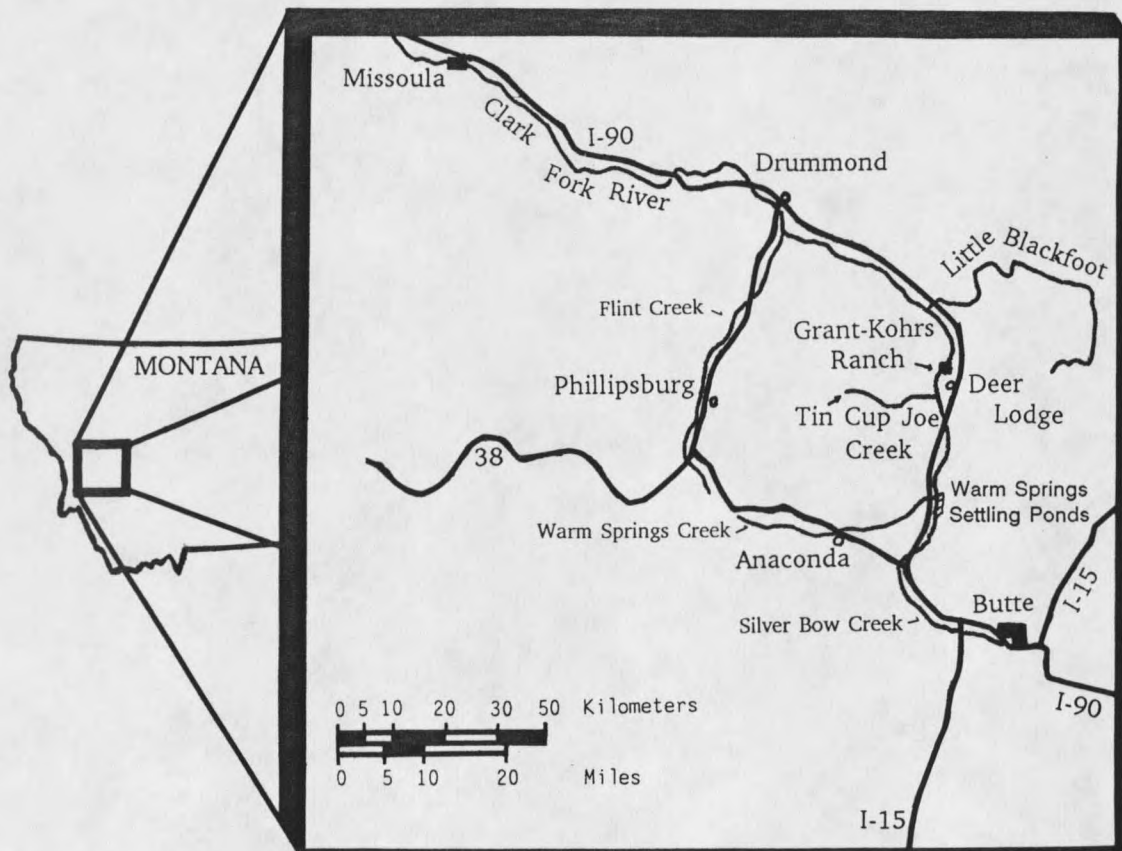 Missoula
Clark
Fork River
I-90
Drummond
Little Blackfoot
Flint Creek
Grant-Kohrs
Ranch
MONTANA
Phillipsburg
Deer
Lodge
Tin Cup Joe
Creek
38
Warm Springs
Settling Ponds
Warm Springs Creek
Anaconda
I-15
Butte
Silver Bow Creek
I-90
0 5 10 20 30 50 Kilometers
0 5 10 20 Miles
I-15